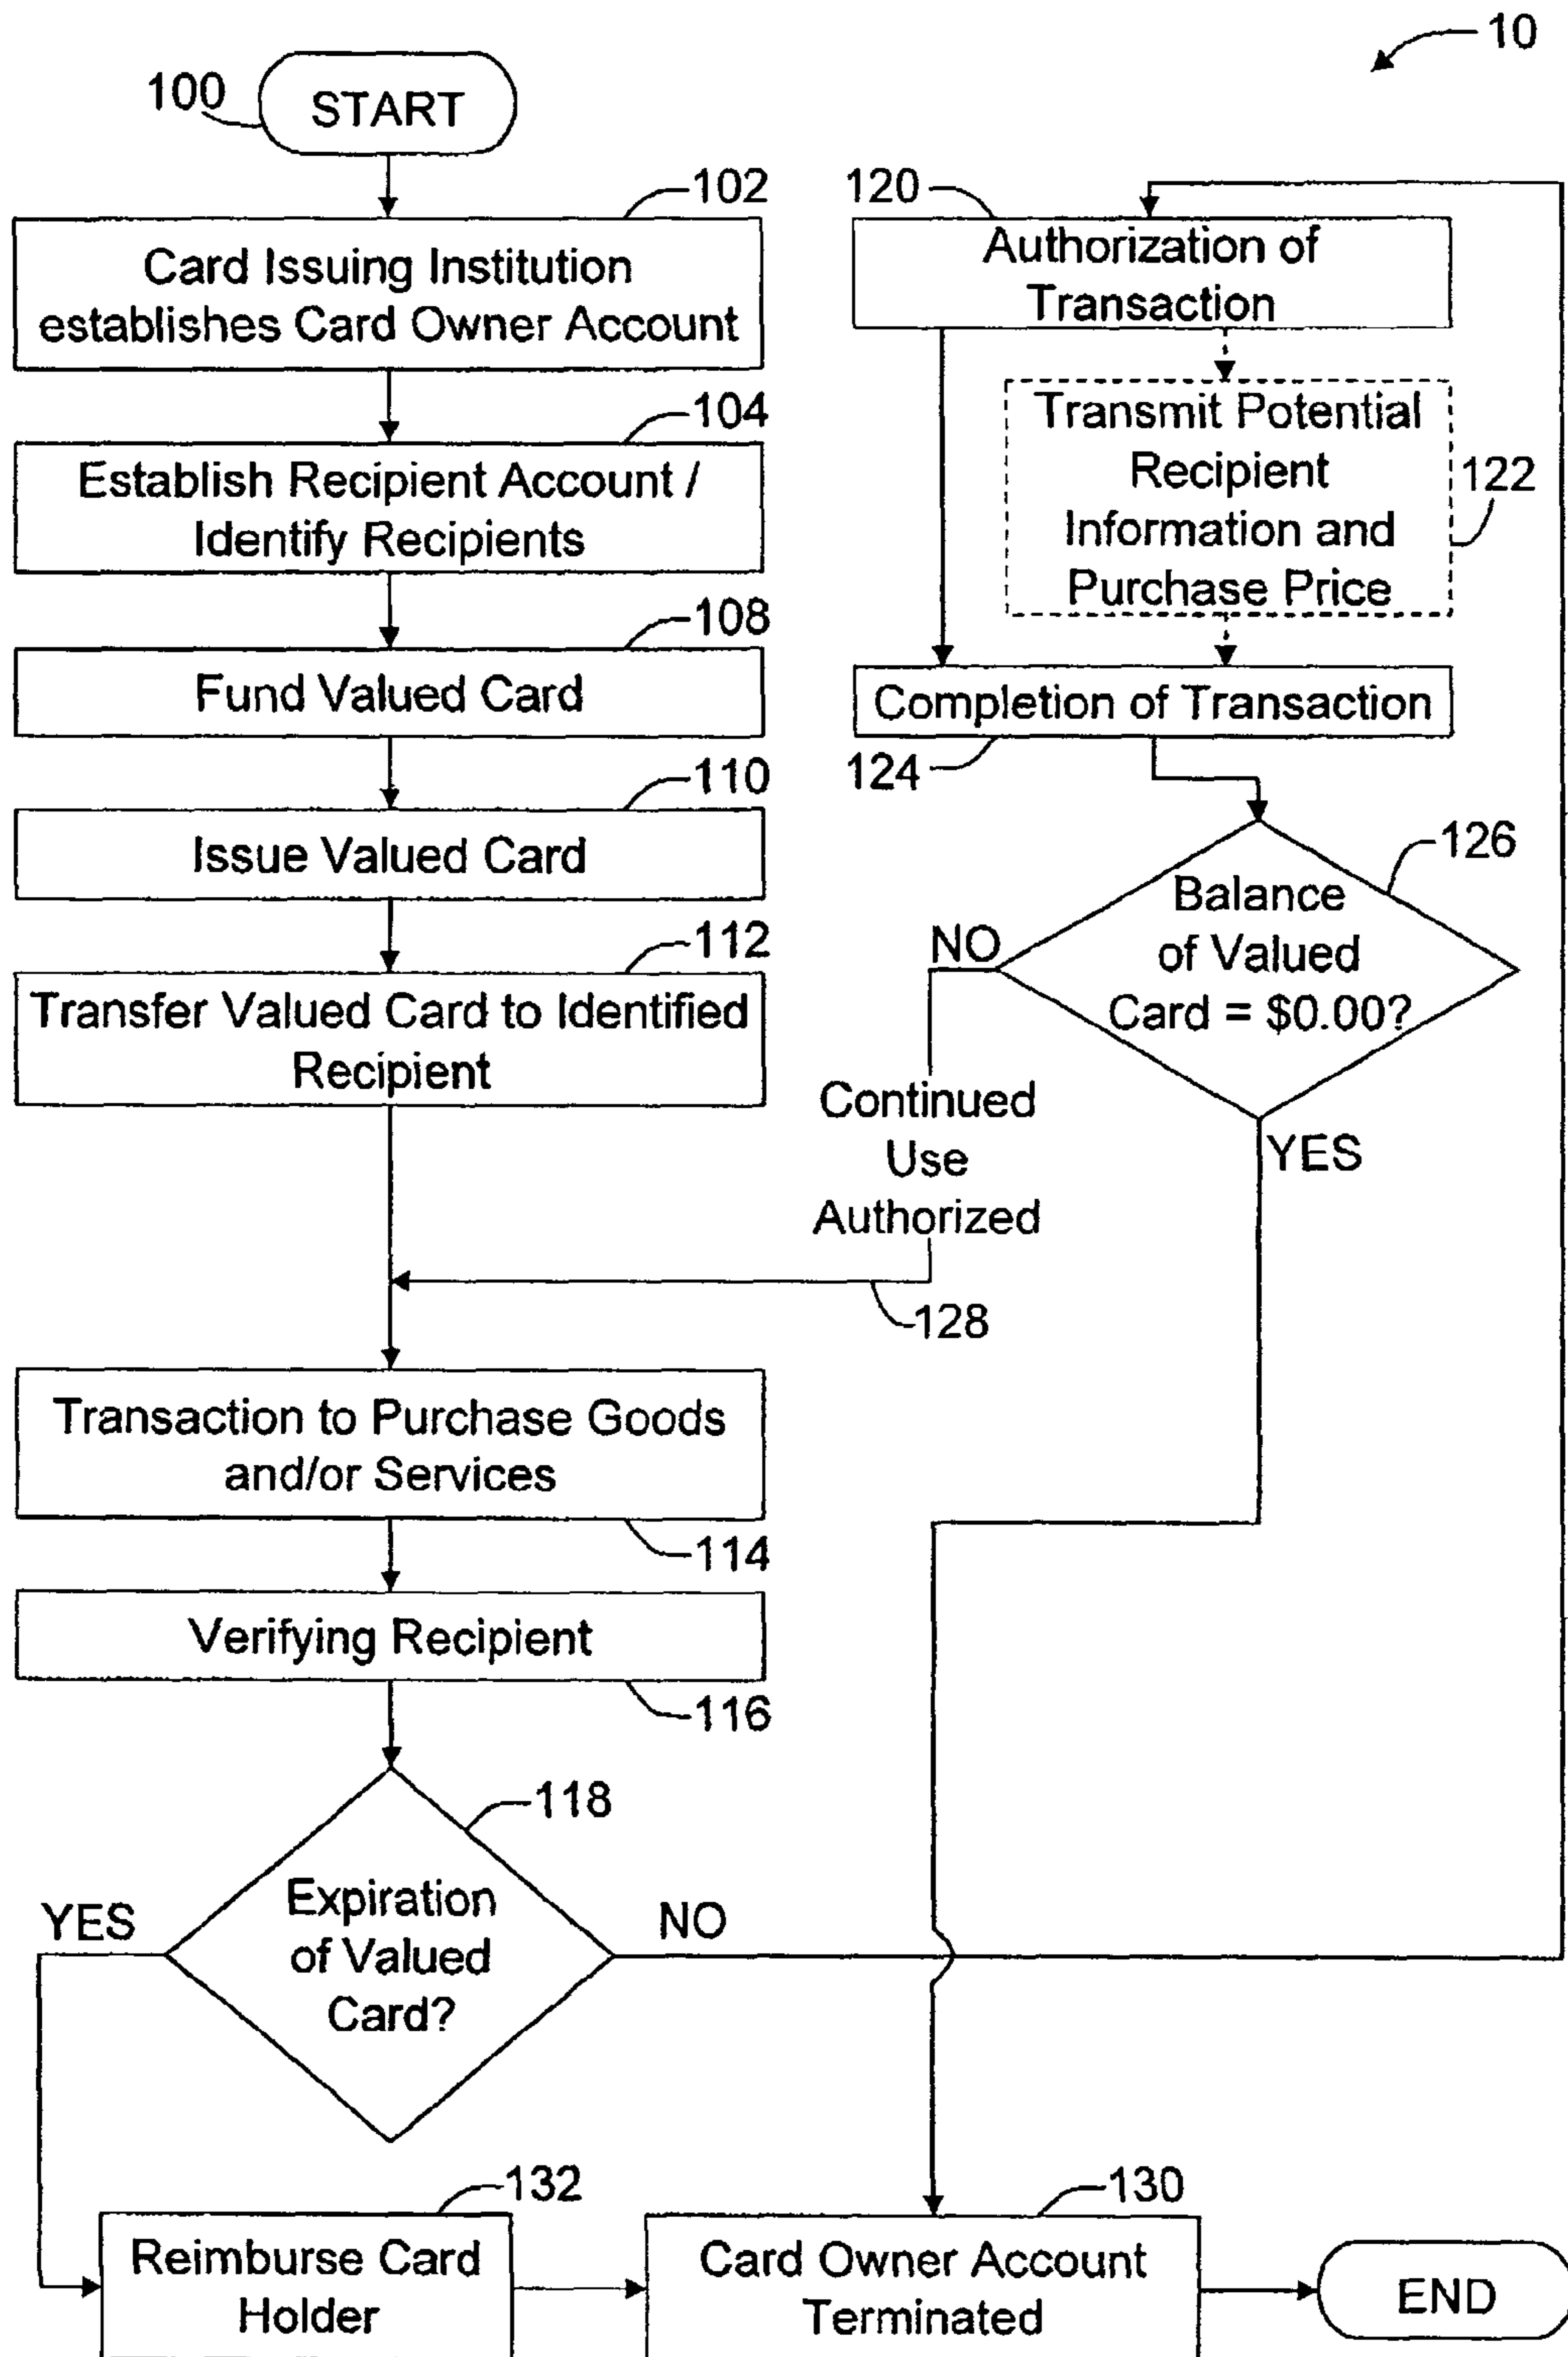 10
100
START
102
Card Issuing Institution
establishes Card Owner Account
104
Establish Recipient Account /
Identify Recipients
108
Fund Valued Card
110
Issue Valued Card
112
Transfer Valued Card to Identified
Recipient
Transaction to Purchase Goods
and/or Services
114
Verifying Recipient
116
118
Expiration
of Valued
Card?
YES
NO
120
Authorization of
Transaction
Transmit Potential
Recipient
Information and
Purchase Price
122
Completion of Transaction
124
126
Balance
of Valued
Card = $0.00?
NO
Continued
Use
Authorized
128
YES
132
Reimburse Card
Holder
130
Card Owner Account
Terminated
END